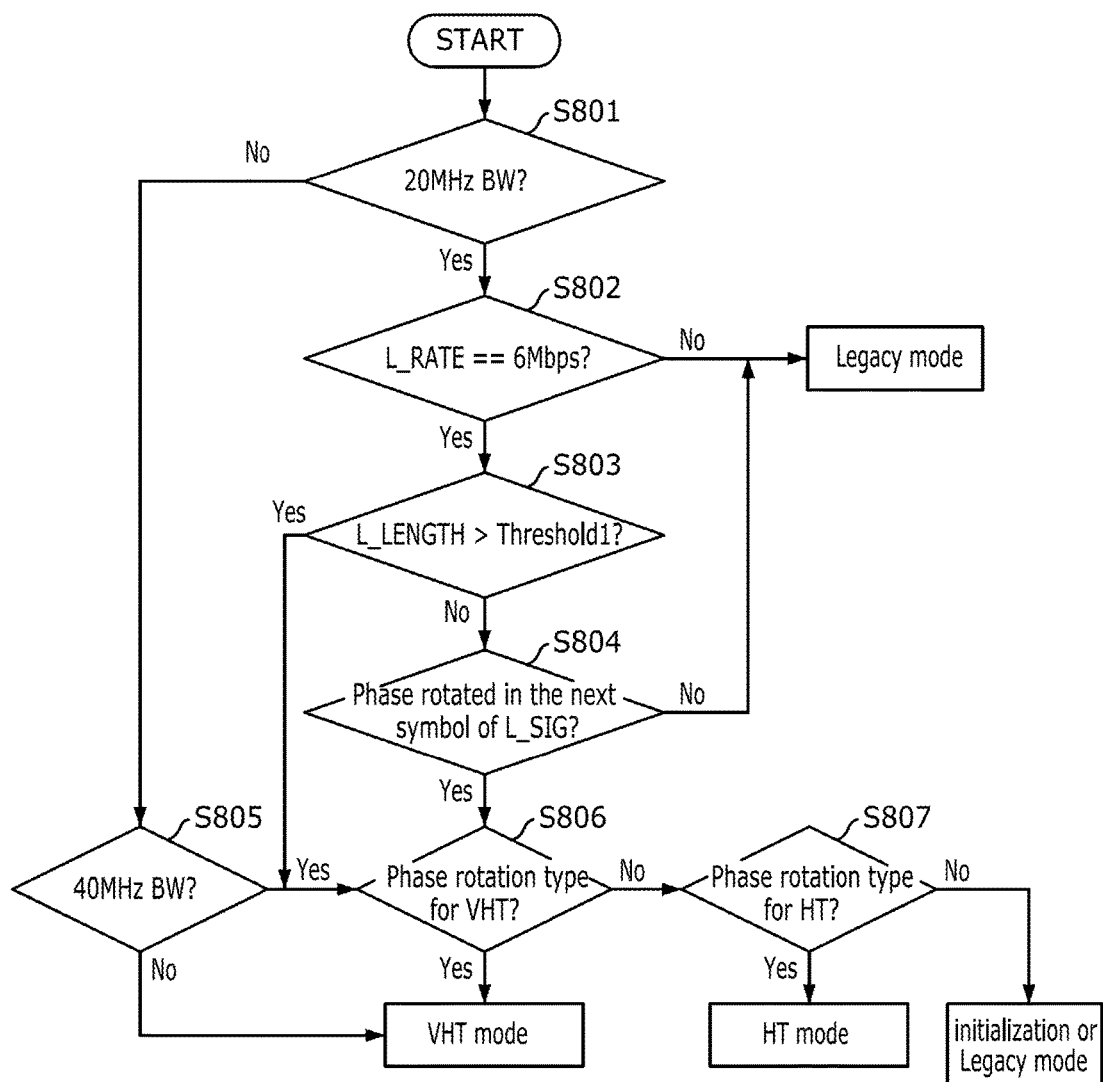 START
S801
No
20MHz BW?
Yes
S802
L_RATE == 6Mbps?
No
Legacy mode
Yes
S803
Yes
L_LENGTH > Threshold1?
No
S804
Phase rotated in the next
symbol of L_SIG?
No
Yes
S805
S806
S807
40MHz BW?
Yes
Phase rotation type
for VHT?
No
Phase rotation type
for HT?
No
No
Yes
Yes
VHT mode
HT mode
initialization or
Legacy mode